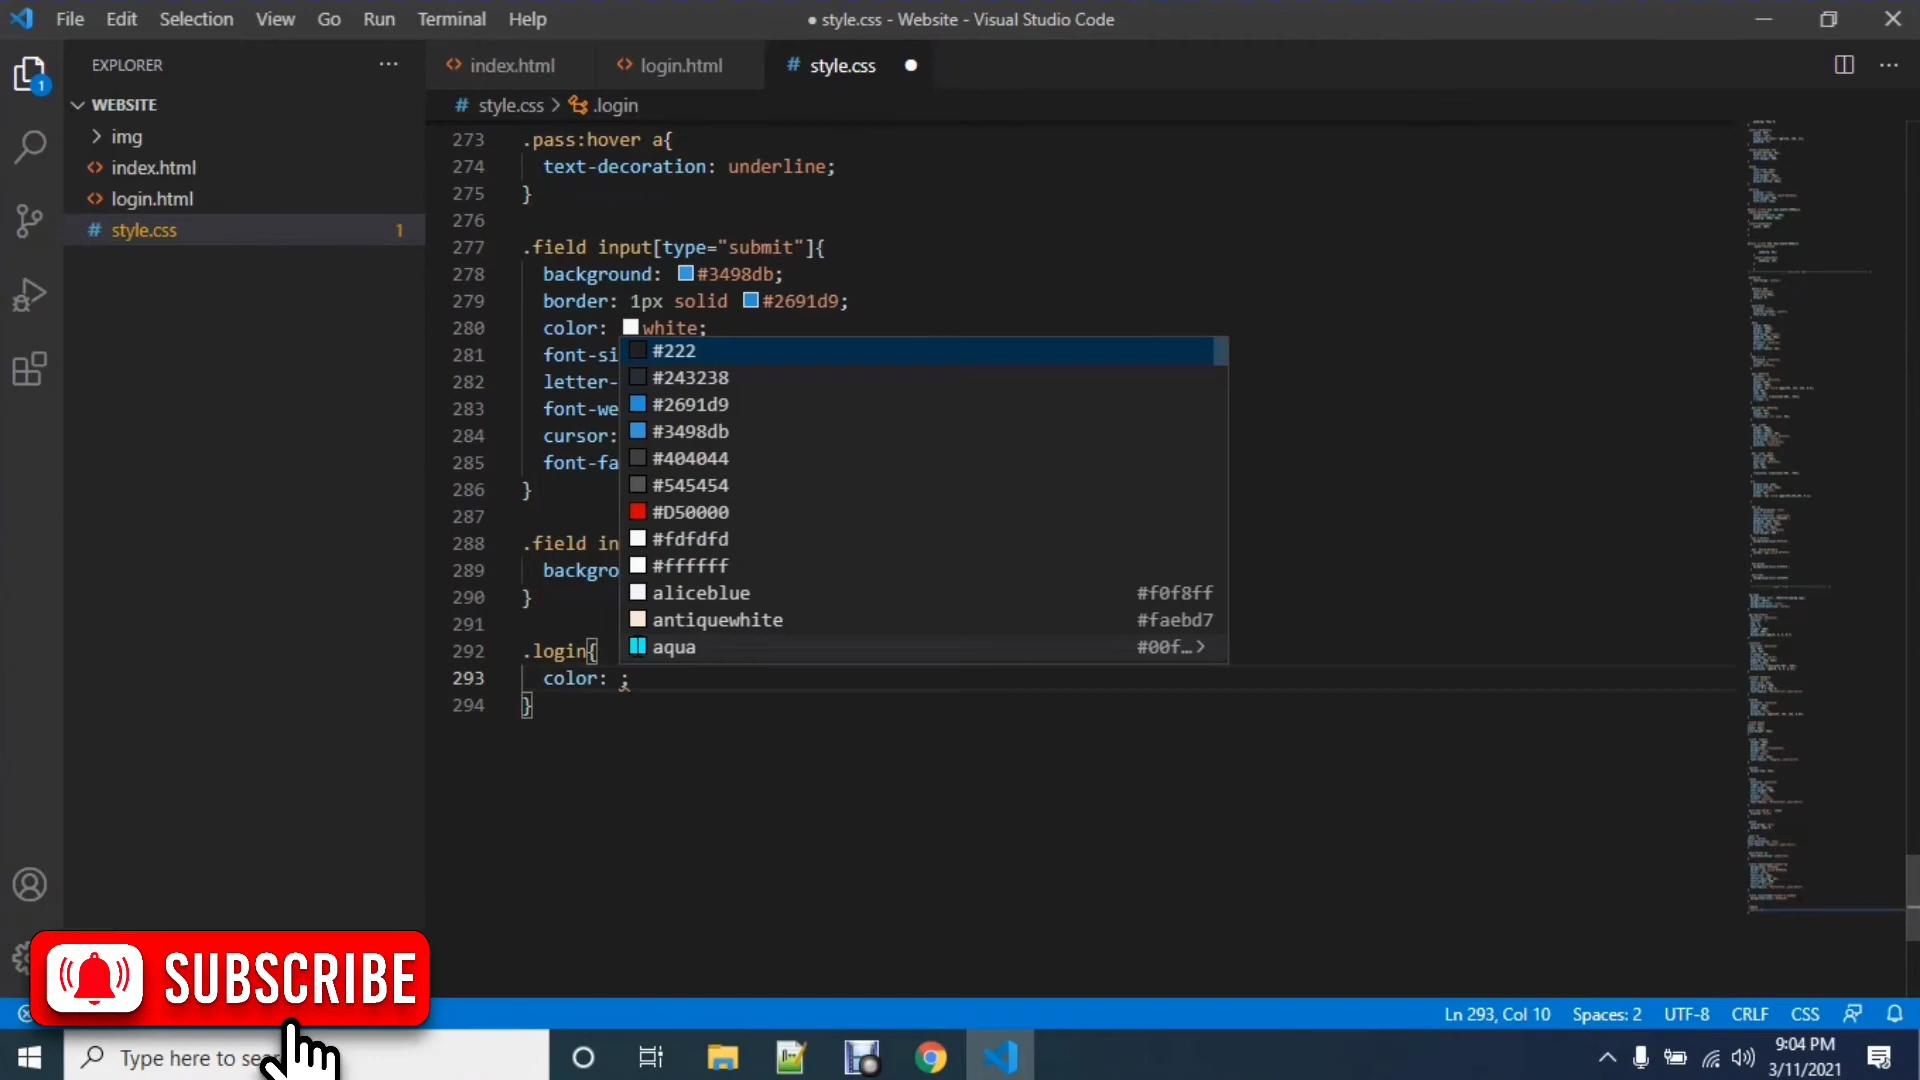 File Edit Selection View Go Run Terminal Help
● style.css - Website - Visual Studio Code
EXPLORER
index.html
login.html
# style.css
WEBSITE
# style.css > .login
img
index.html
login.html
# style.css 1
1
273 .pass:hover a{
274 text-decoration: underline;
275 }
276
277 .field input[type="submit"]{
278 background: #3498db;
279 border: 1px solid #2691d9;
280 color: white;
281 font-si
282 letter-
283 font-we
284 cursor:
285 font-fa
286 }
287
288 .field in
289 backgro
290 }
291
292 .login{
293 color: ;
294 }
#222
#243238
#2691d9
#3498db
#404044
#545454
#D50000
#fdfdfd
#ffffff
aliceblue #f0f8ff
antiquewhite #faebd7
aqua #00f…>
SUBSCRIBE
Ln 293, Col 10 Spaces: 2 UTF-8 CRLF CSS
Type here to sea
9:04 PM
3/11/2021